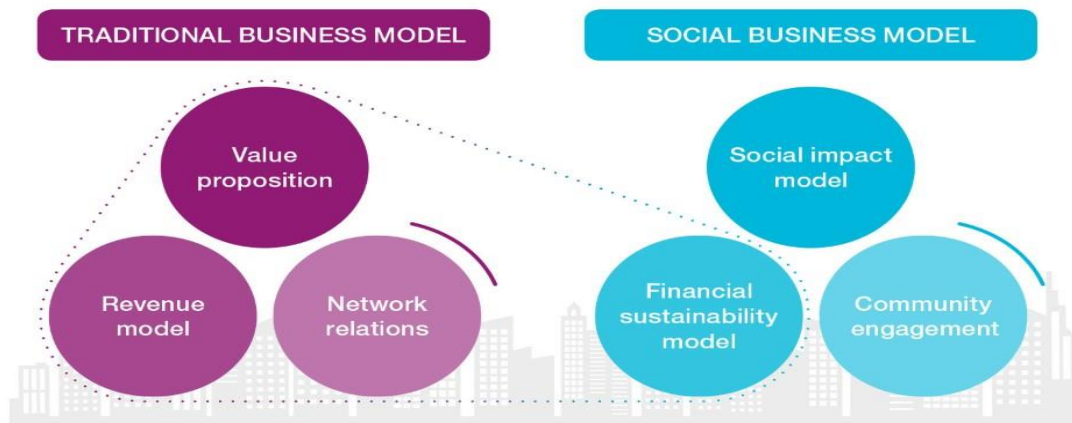 TRADITIONAL BUSINESS MODEL
SOCIAL BUSINESS MODEL
Value
proposition
Revenue
model
Network
relations
Social impact
model
Financial
sustainability
model
Community
engagement